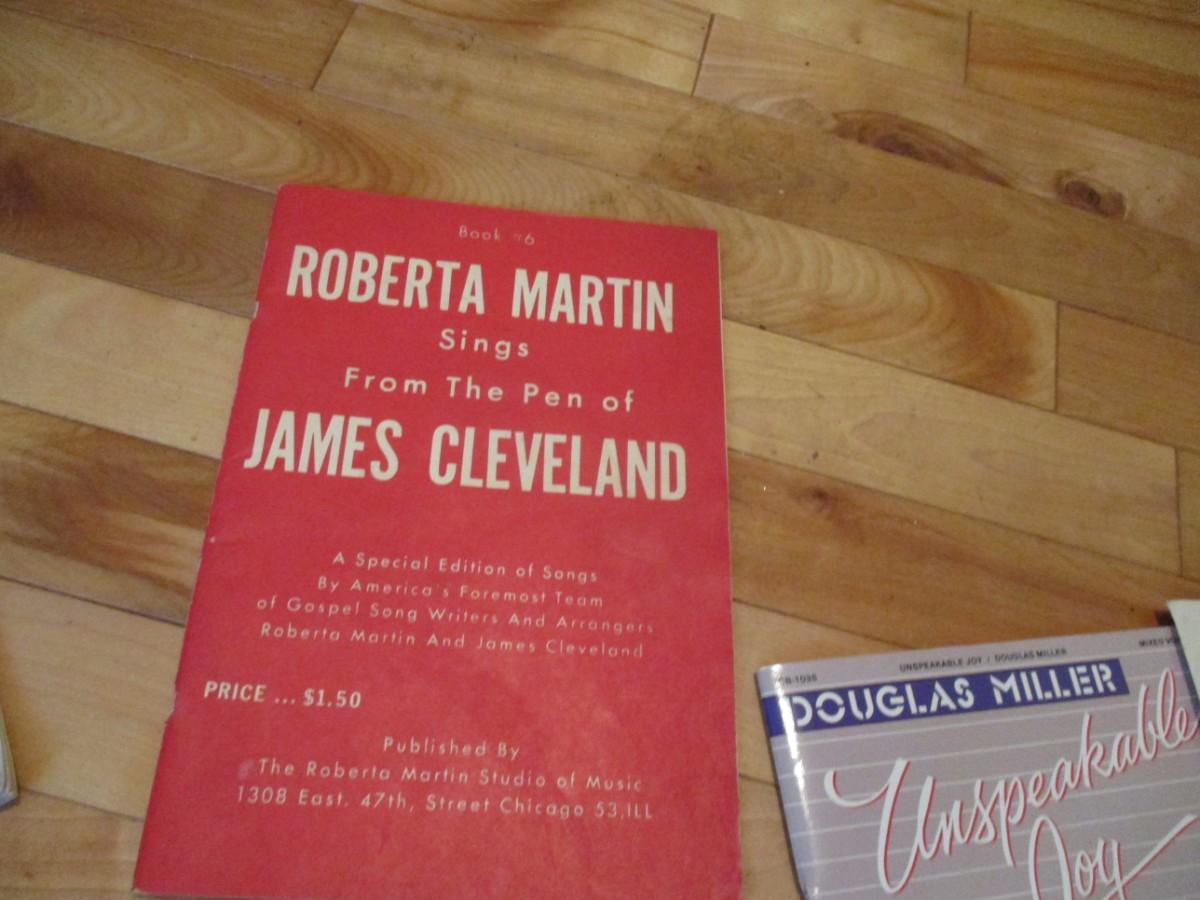 Book #6
ROBERTA MARTIN
Sings
From The Pen of
JAMES CLEVELAND
A Special Edition of Songs
By America's Foremost Team
of Gospel Song Writers And Arrangers
Roberta Martin And James Cleveland
PRICE ... $1.50
Published By
The Roberta Martin Studio of Music
1308 East. 47th, Street Chicago 53,ILL
UNSPEAKABLE JOY / DOUGLAS MILLER
MIXED
DOUGLAS MILLER
Unspeakable
Joy